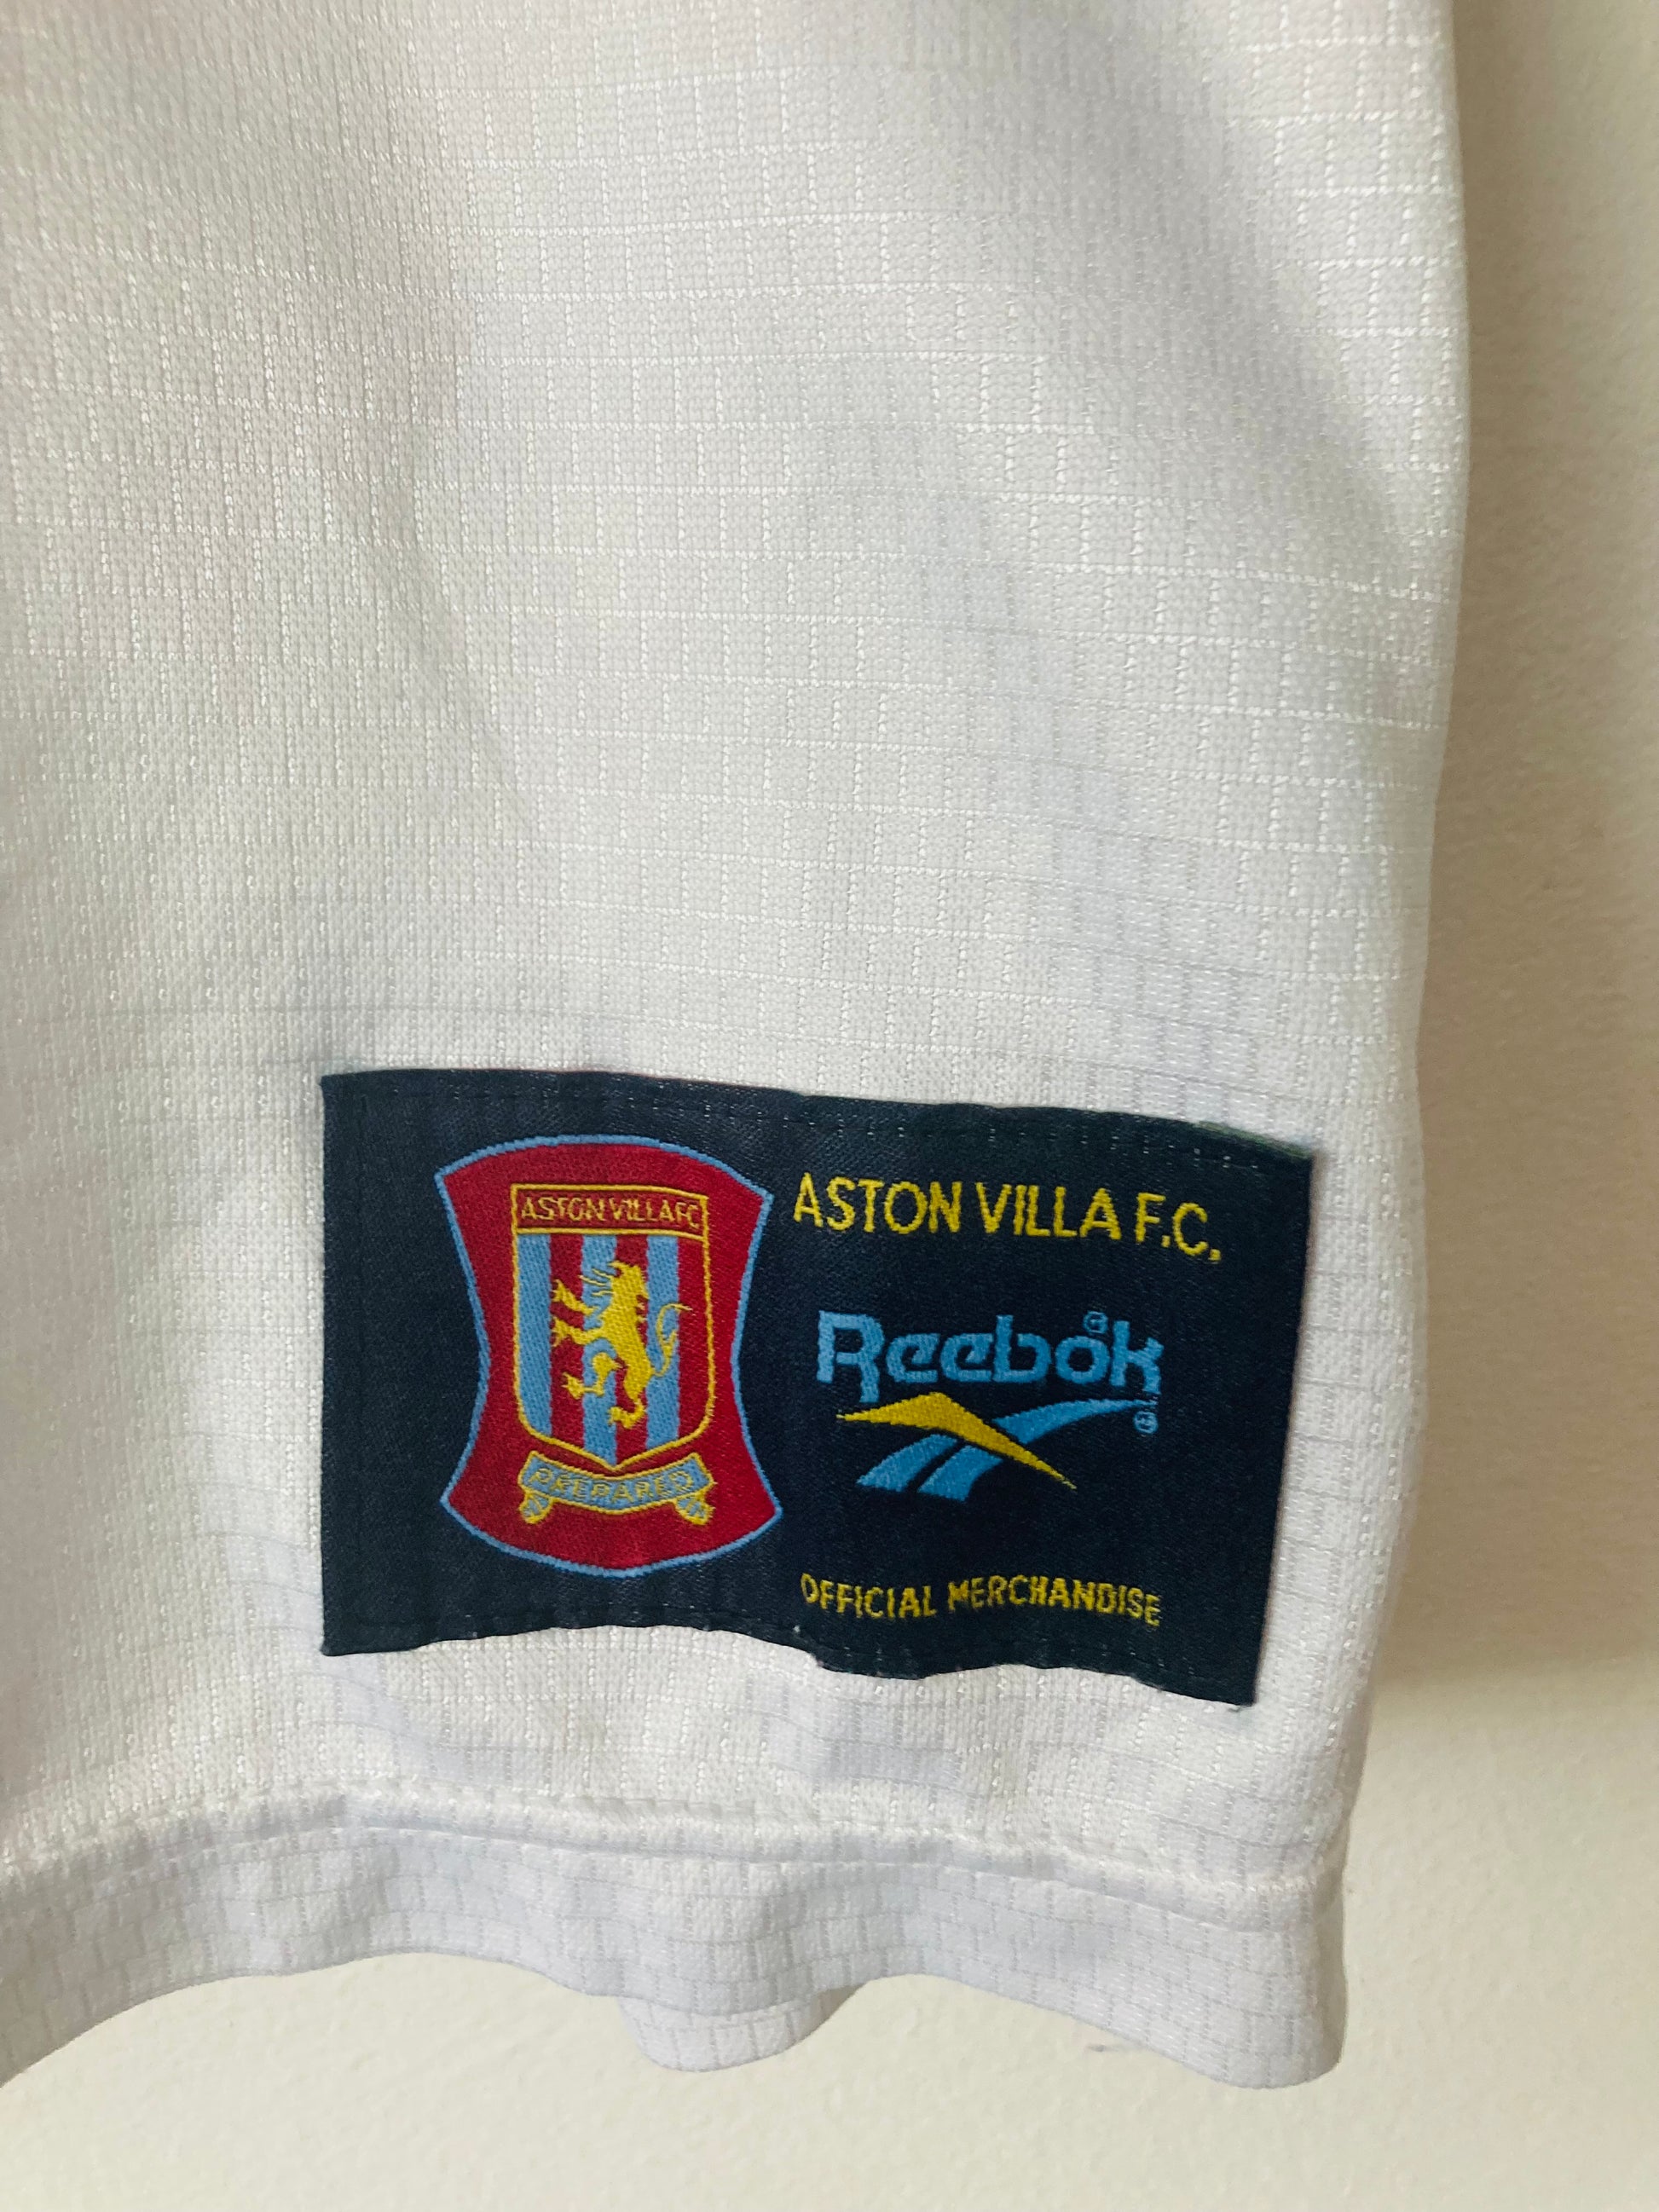 ASTON VILLA FC
PREPARED
ASTON VILLA F.C.
Reebok®
®
OFFICIAL MERCHANDISE